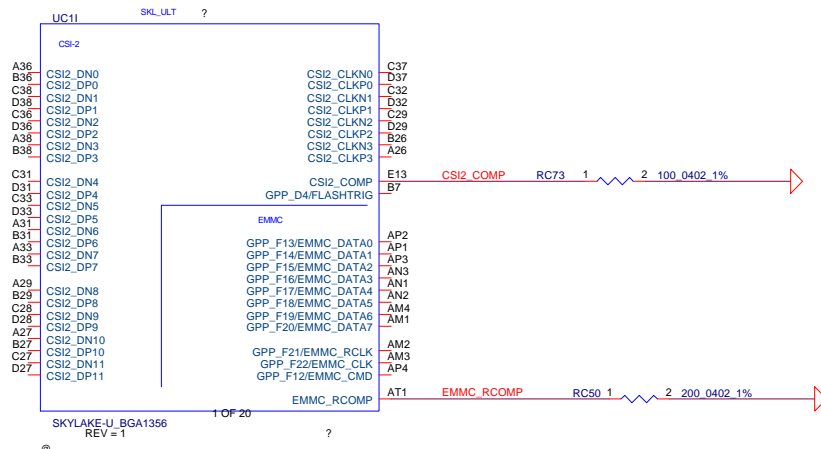 UC1I
SKL_ULT ?
CSI-2
A36 CSI2_DN0 CSI2_CLKN0 C37
B36 CSI2_DP0 CSI2_CLKP0 D37
C38 CSI2_DN1 CSI2_CLKN1 C32
D38 CSI2_DP1 CSI2_CLKP1 D32
C36 CSI2_DN2 CSI2_CLKN2 C29
D36 CSI2_DP2 CSI2_CLKP2 D29
A38 CSI2_DN3 CSI2_CLKN3 B26
B38 CSI2_DP3 CSI2_CLKP3 A26
C31 CSI2_DN4 CSI2_COMP E13 CSI2_COMP RC73 1 2 100_0402_1%
D31 CSI2_DP4 GPP_D4/FLASHTRIG B7
C33 CSI2_DN5
D33 CSI2_DP5 EMMC
A31 CSI2_DN6
B31 CSI2_DP6 GPP_F13/EMMC_DATA0 AP2
A33 CSI2_DN7 GPP_F14/EMMC_DATA1 AP1
B33 CSI2_DP7 GPP_F15/EMMC_DATA2 AP3
GPP_F16/EMMC_DATA3 AN3
A29 CSI2_DN8 GPP_F17/EMMC_DATA4 AN1
B29 CSI2_DP8 GPP_F18/EMMC_DATA5 AN2
C28 CSI2_DN9 GPP_F19/EMMC_DATA6 AM4
D28 CSI2_DP9 GPP_F20/EMMC_DATA7 AM1
A27 CSI2_DN10
B27 CSI2_DP10 GPP_F21/EMMC_RCLK AM2
C27 CSI2_DN11 GPP_F22/EMMC_CLK AM3
D27 CSI2_DP11 GPP_F12/EMMC_CMD AP4
EMMC_RCOMP AT1 EMMC_RCOMP RC50 1 2 200_0402_1%
1 OF 20
SKYLAKE-U_BGA1356
REV = 1 ?
@